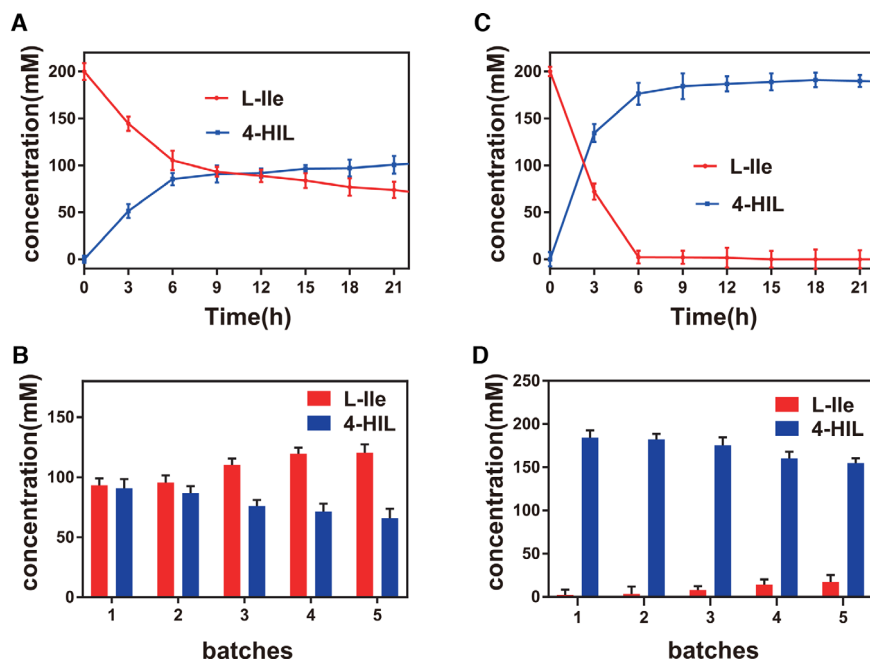 A
concentration(mM)
200
150
100
50
0
L-Ile
4-HIL
0 3 6 9 12 15 18 21
Time(h)
C
concentration(mM)
200
150
100
50
0
L-Ile
4-HIL
0 3 6 9 12 15 18 21
Time(h)
B
concentration(mM)
150
100
50
0
L-Ile
4-HIL
1 2 3 4 5
batches
D
concentration(mM)
250
200
150
100
50
0
L-Ile
4-HIL
1 2 3 4 5
batches